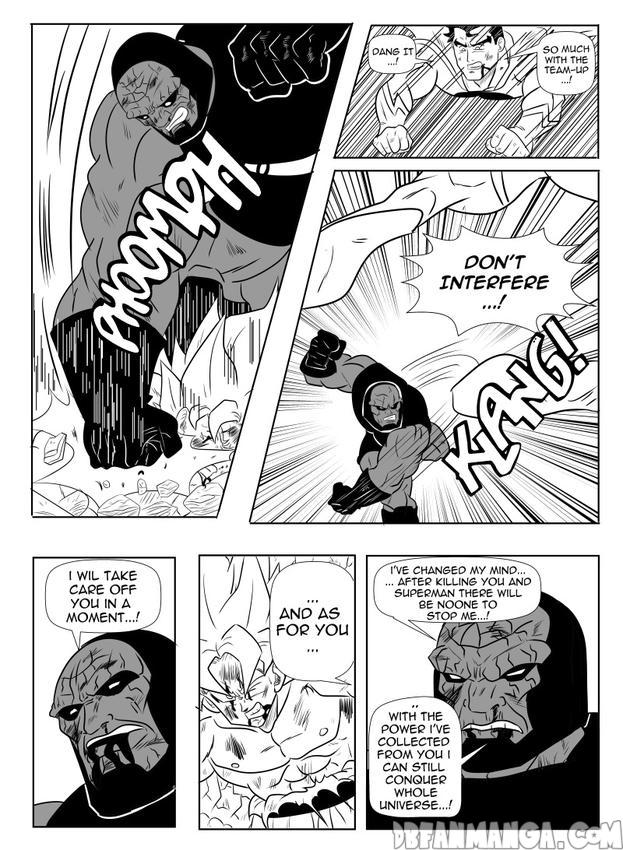 PHOOMOH
DANG IT
...!
SO MUCH
WITH THE
TEAM-UP
...!
DON'T
INTERFERE
...!
KANG!
I WIL TAKE
CARE OFF
YOU IN A
MOMENT...!
...
AND AS
FOR YOU
...
I'VE CHANGED MY MIND...
... AFTER KILLING YOU AND
SUPERMAN THERE WILL
BE NOONE TO
STOP ME...!
..
WITH THE
POWER I'VE
COLLECTED
FROM YOU I
CAN STILL
CONQUER
WHOLE
UNIVERSE...!
DBFANMANGA.COM